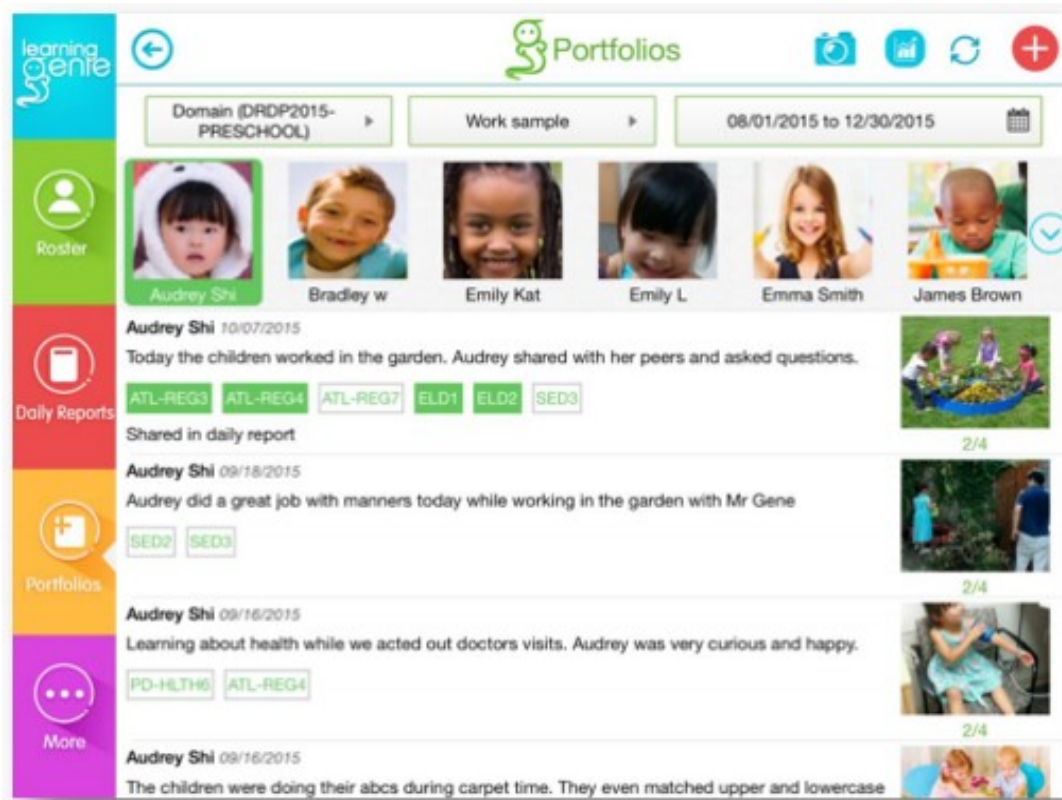 learning
genie
Portfolios
Domain (DRDP2015-
PRESCHOOL)
Work sample
08/01/2015 to 12/30/2015
Roster
Daily Reports
Portfolios
More
Audrey Shi
Bradley w
Emily Kat
Emily L
Emma Smith
James Brown
Audrey Shi 10/07/2015
Today the children worked in the garden. Audrey shared with her peers and asked questions.
ATL-REG3 ATL-REG4 ATL-REG7 ELD1 ELD2 SED3
Shared in daily report
2/4
Audrey Shi 09/18/2015
Audrey did a great job with manners today while working in the garden with Mr Gene
SED2 SED3
2/4
Audrey Shi 09/16/2015
Learning about health while we acted out doctors visits. Audrey was very curious and happy.
PD-HLTH6 ATL-REG4
2/4
Audrey Shi 09/16/2015
The children were doing their abcs during carpet time. They even matched upper and lowercase